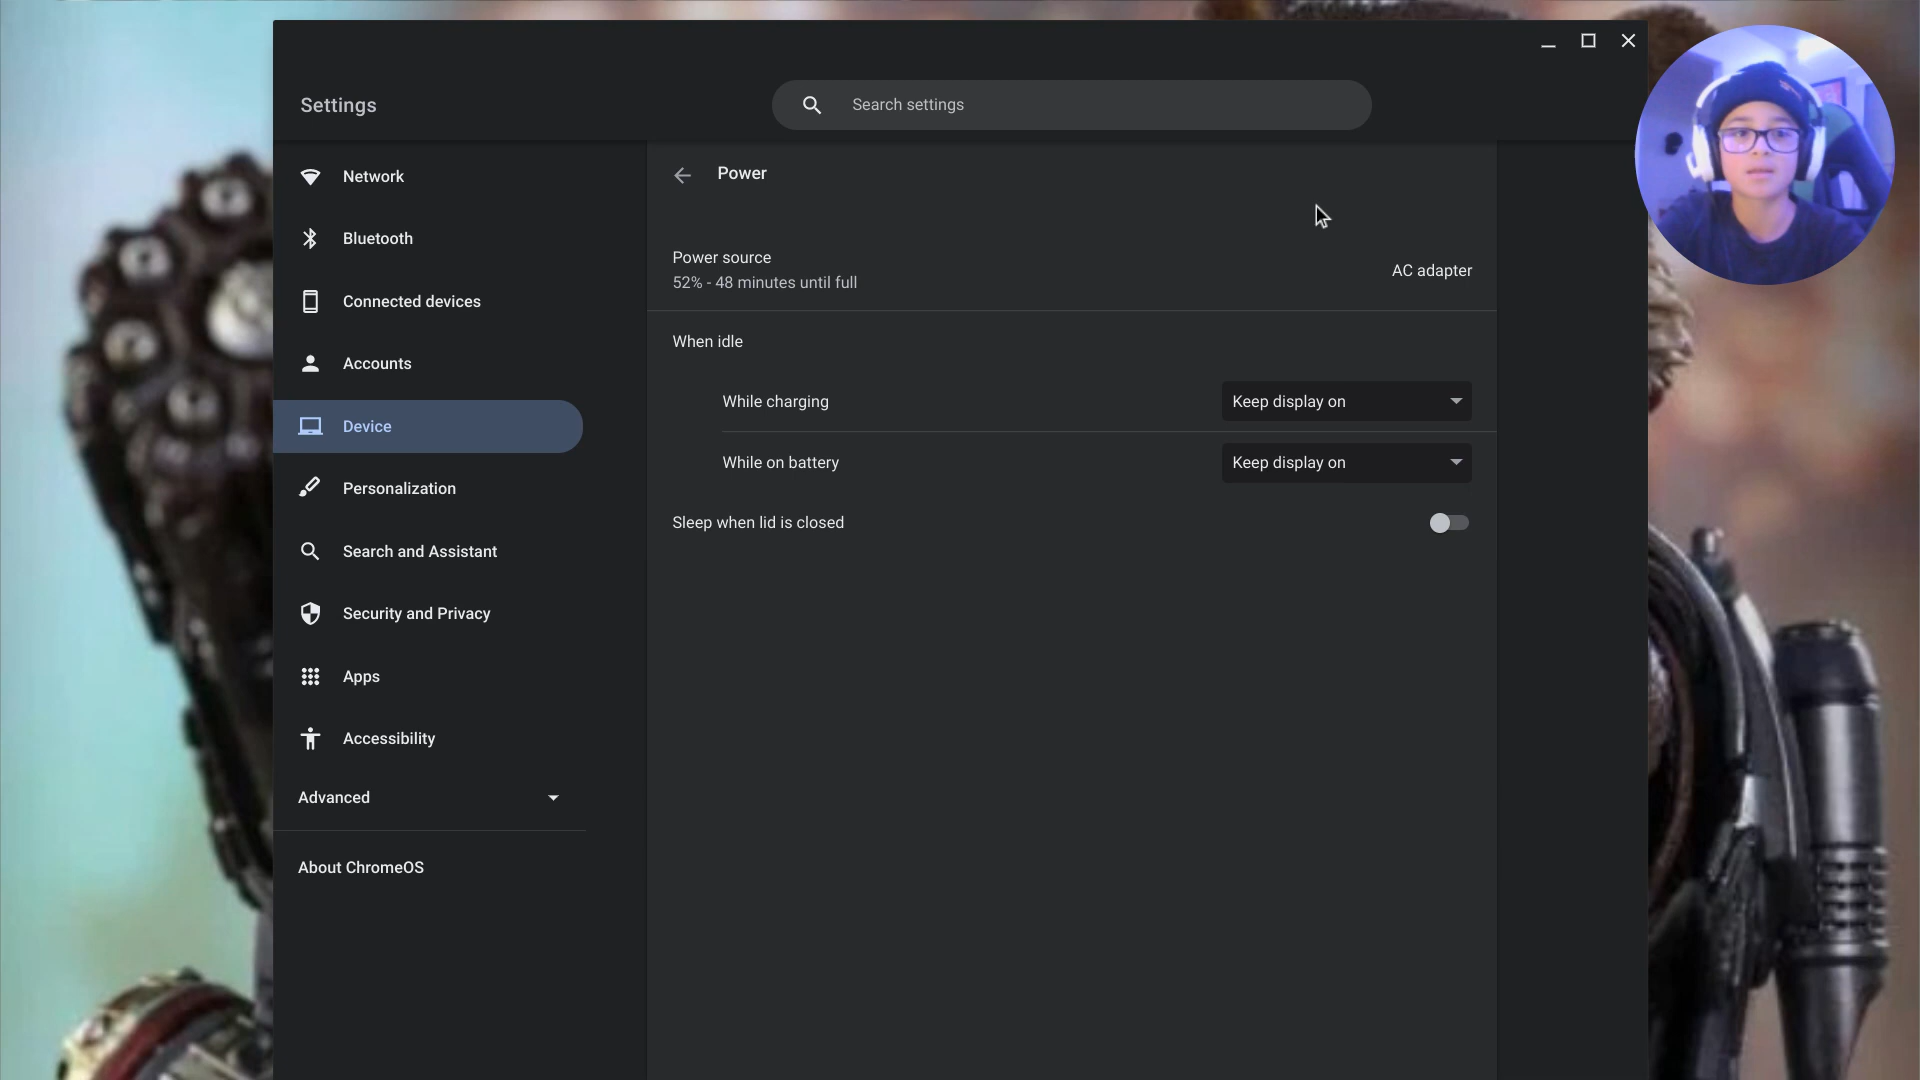 Settings
Search settings
Network
Bluetooth
Connected devices
Accounts
Device
Personalization
Search and Assistant
Security and Privacy
Apps
Accessibility
Advanced
About ChromeOS
Power
Power source
52% - 48 minutes until full
AC adapter
When idle
While charging
Keep display on
While on battery
Keep display on
Sleep when lid is closed